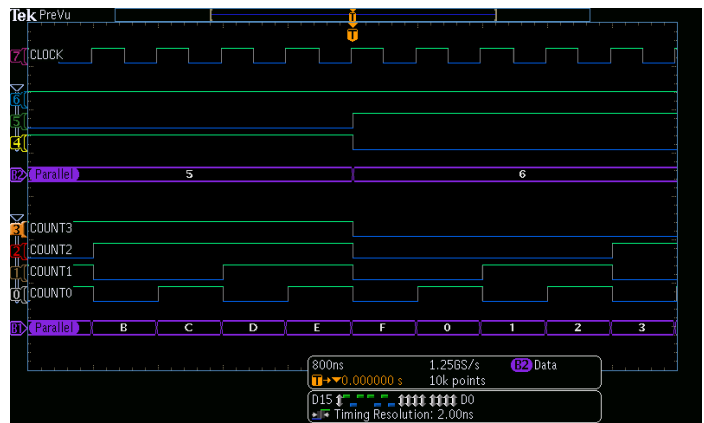 Tek PreVu
T
T
7 CLOCK
6
5
4
B2 Parallel 5 6
3 COUNT3
2 COUNT2
1 COUNT1
0 COUNT0
B1 Parallel B C D E F 0 1 2 3
800ns 1.25GS/s B2 Data
T→▼0.000000 s 10k points
D15 D0
Timing Resolution: 2.00ns